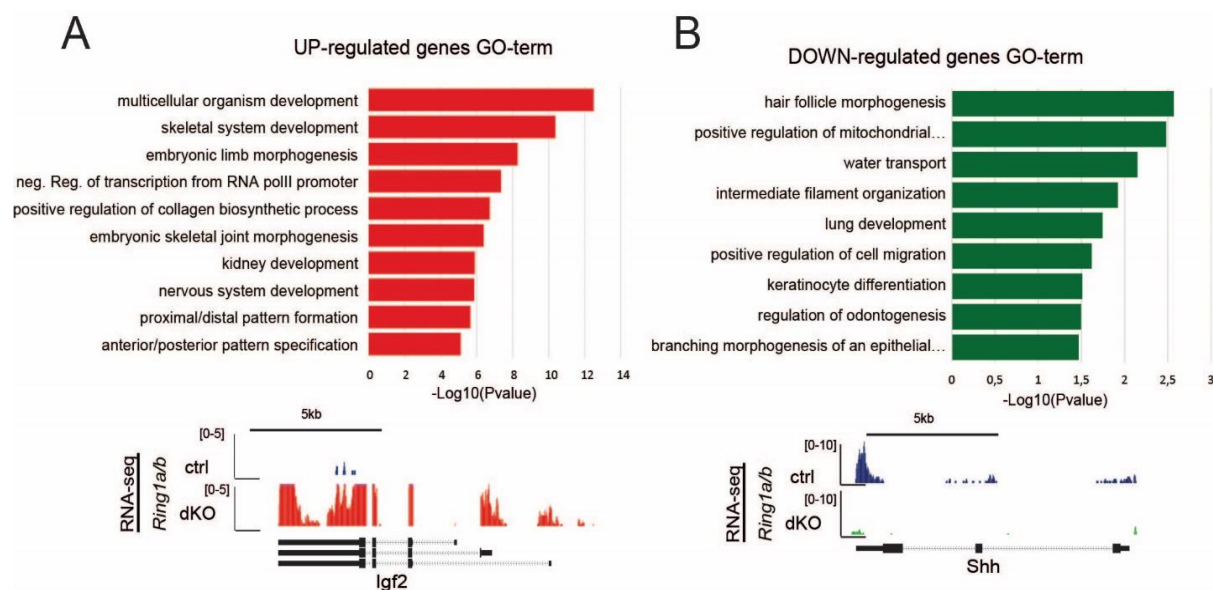 A
UP-regulated genes GO-term
multicellular organism development
skeletal system development
embryonic limb morphogenesis
neg. Reg. of transcription from RNA polII promoter
positive regulation of collagen biosynthetic process
embryonic skeletal joint morphogenesis
kidney development
nervous system development
proximal/distal pattern formation
anterior/posterior pattern specification
0 2 4 6 8 10 12 14
-Log10(Pvalue)
5kb
RNA-seq
Ring1a/b
[0-5]
ctrl
[0-5]
dKO
Igf2
B
DOWN-regulated genes GO-term
hair follicle morphogenesis
positive regulation of mitochondrial…
water transport
intermediate filament organization
lung development
positive regulation of cell migration
keratinocyte differentiation
regulation of odontogenesis
branching morphogenesis of an epithelial…
0 0,5 1 1,5 2 2,5 3
-Log10(Pvalue)
5kb
RNA-seq
Ring1a/b
[0-10]
ctrl
[0-10]
dKO
Shh